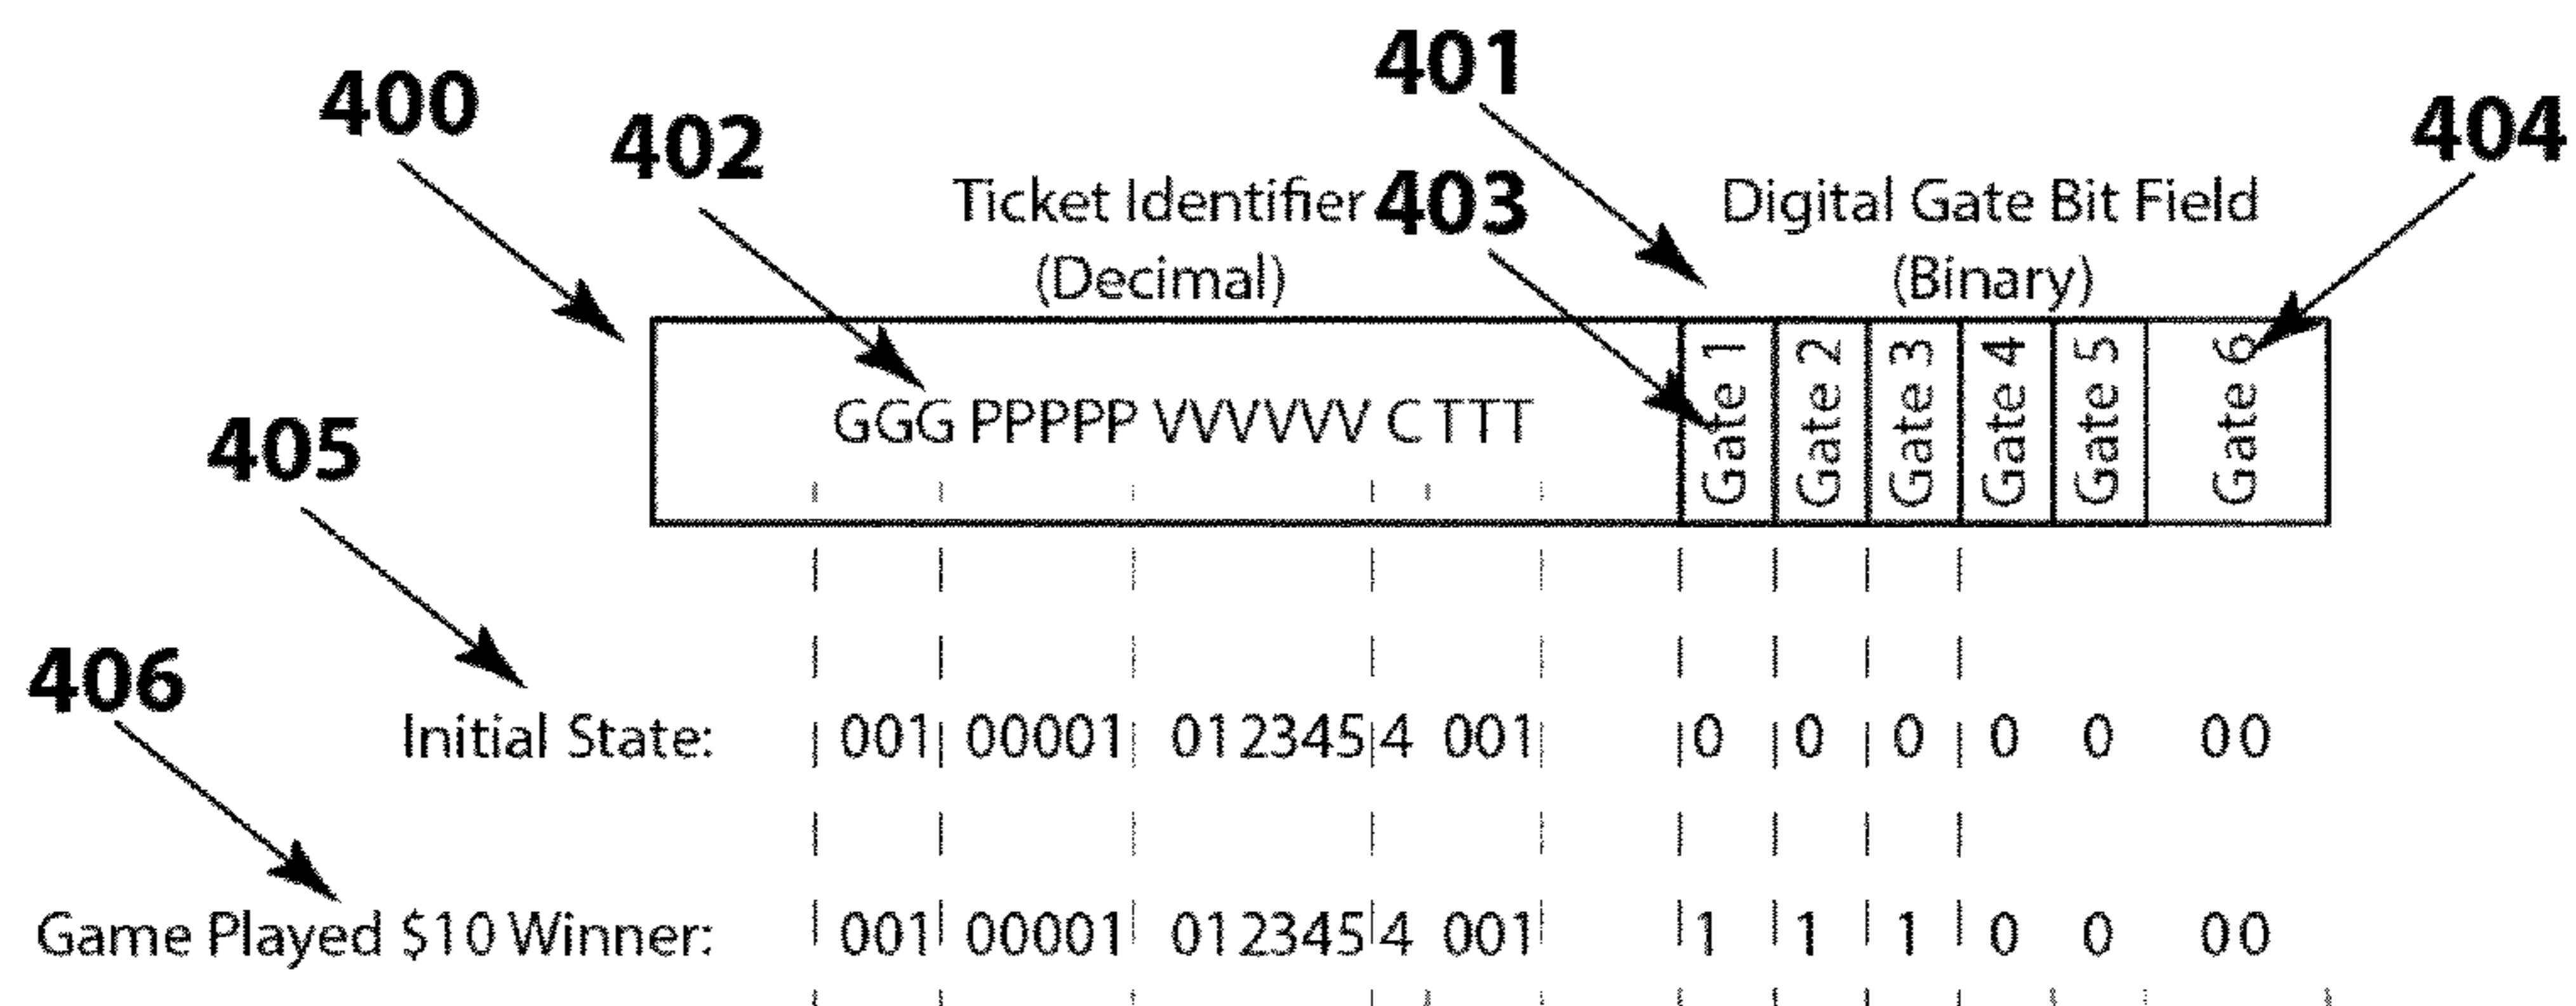 401
400
404
402
Ticket Identifier 403 Digital Gate Bit Field
(Decimal) (Binary)
GGG PPPPP VVVVVV C TTT Gate 1 Gate 2 Gate 3 Gate 4 Gate 5 Gate 6
405
406
Initial State: 001 00001 012345 4 001 0 0 0 0 0 00
Game Played $10 Winner: 001 00001 012345 4 001 1 1 1 0 0 00